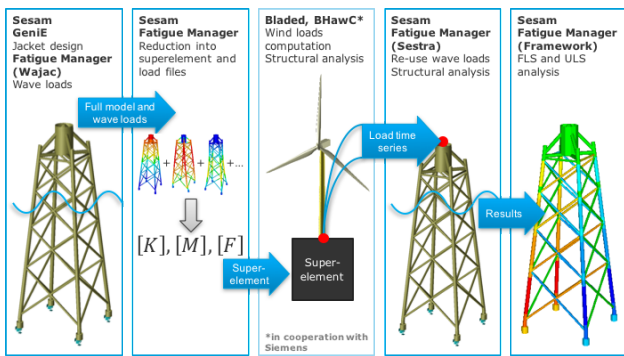 Sesam
GeniE
Jacket design
Fatigue Manager
(Wajac)
Wave loads
Full model and
wave loads
Sesam
Fatigue Manager
Reduction into
superelement and
load files
+
+
+...
[K], [M], [F]
Super-
element
Bladed, BHawC*
Wind loads
computation
Structural analysis
Super-
element
*in cooperation with
Siemens
Load time
series
Sesam
Fatigue Manager
(Sestra)
Re-use wave loads
Structural analysis
Results
Sesam
Fatigue Manager
(Framework)
FLS and ULS
analysis